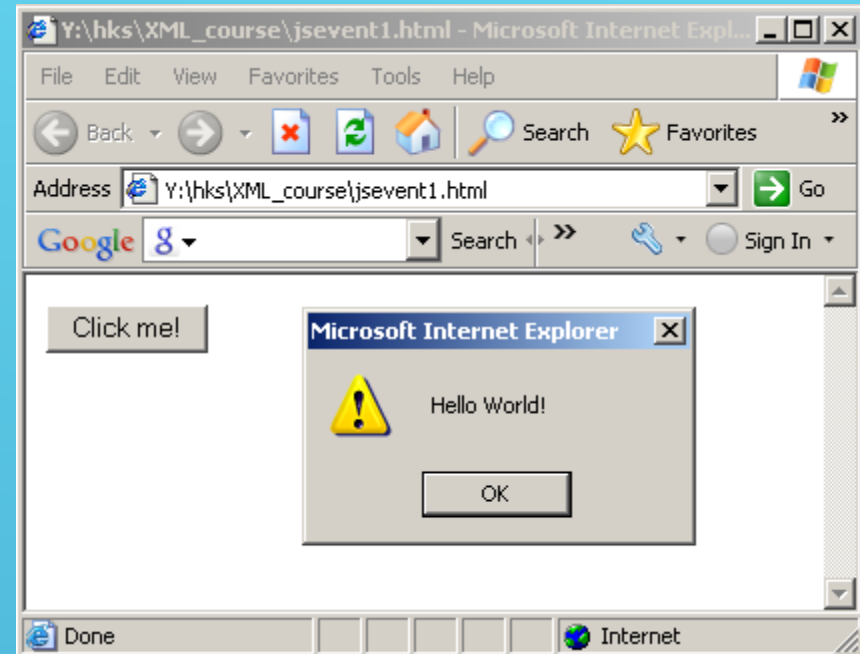 Y:\hks\XML_course\jsevent1.html - Microsoft Internet Expl...
File Edit View Favorites Tools Help
Back Search Favorites »
Address Y:\hks\XML_course\jsevent1.html Go
Google g Search » Sign In
Click me!
Microsoft Internet Explorer
Hello World!
OK
Done Internet